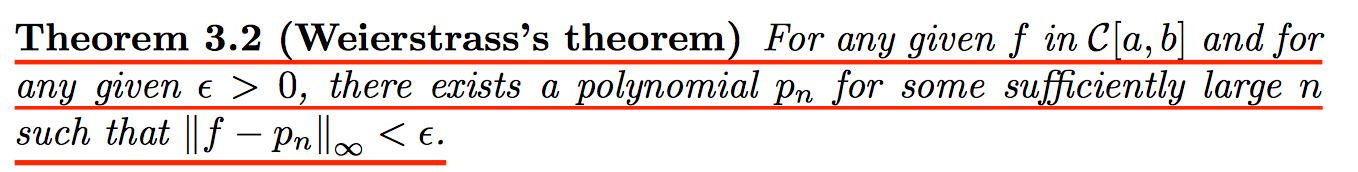 Theorem 3.2 (Weierstrass's theorem) For any given f in C[a, b] and for
any given ϵ > 0, there exists a polynomial pₙ for some sufficiently large n
such that ‖f − pₙ‖∞ < ϵ.